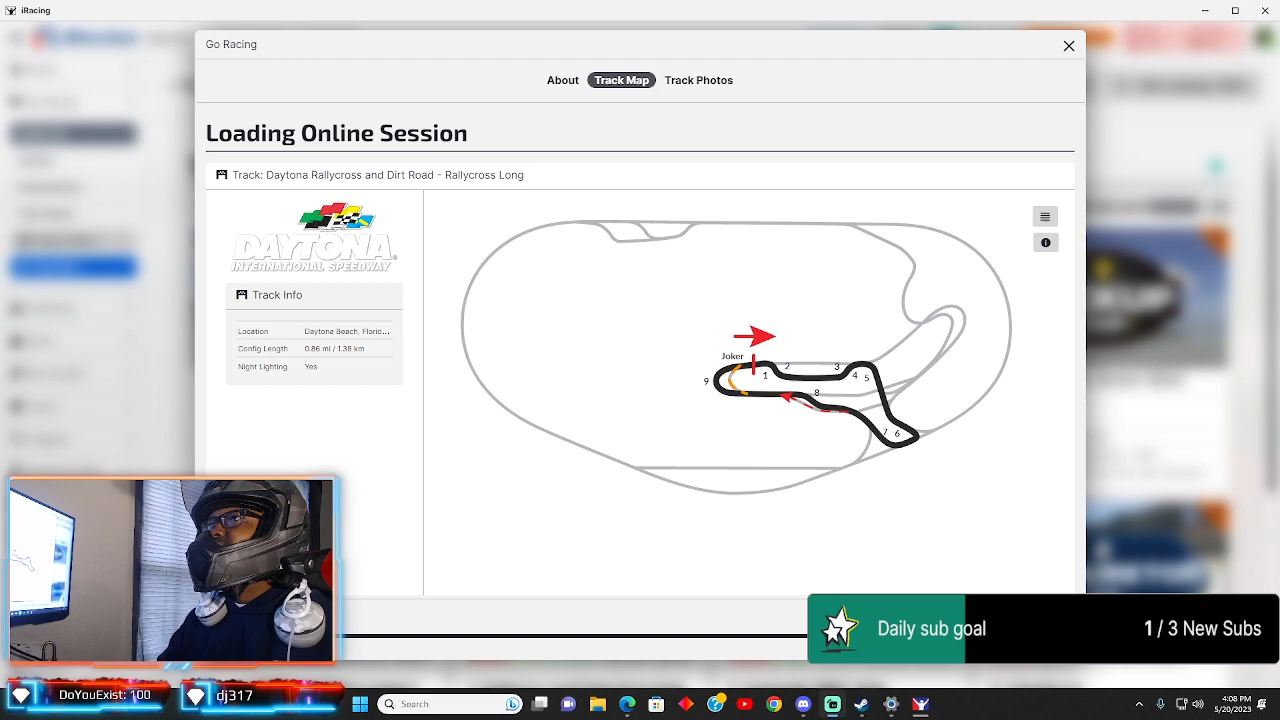 iRacing
Go Racing
About Track Map Track Photos
Loading Online Session
Track: Daytona Rallycross and Dirt Road - Rallycross Long
DAYTONA
INTERNATIONAL SPEEDWAY
Track Info
Location Daytona Beach, Florid...
Config Length 0.86 mi / 1.38 km
Night Lighting Yes
Joker
1
2
3
4
5
6
7
8
9
Daily sub goal 1 / 3 New Subs
DoYouExist: 100
dj317
Search
4:08 PM
5/20/2023